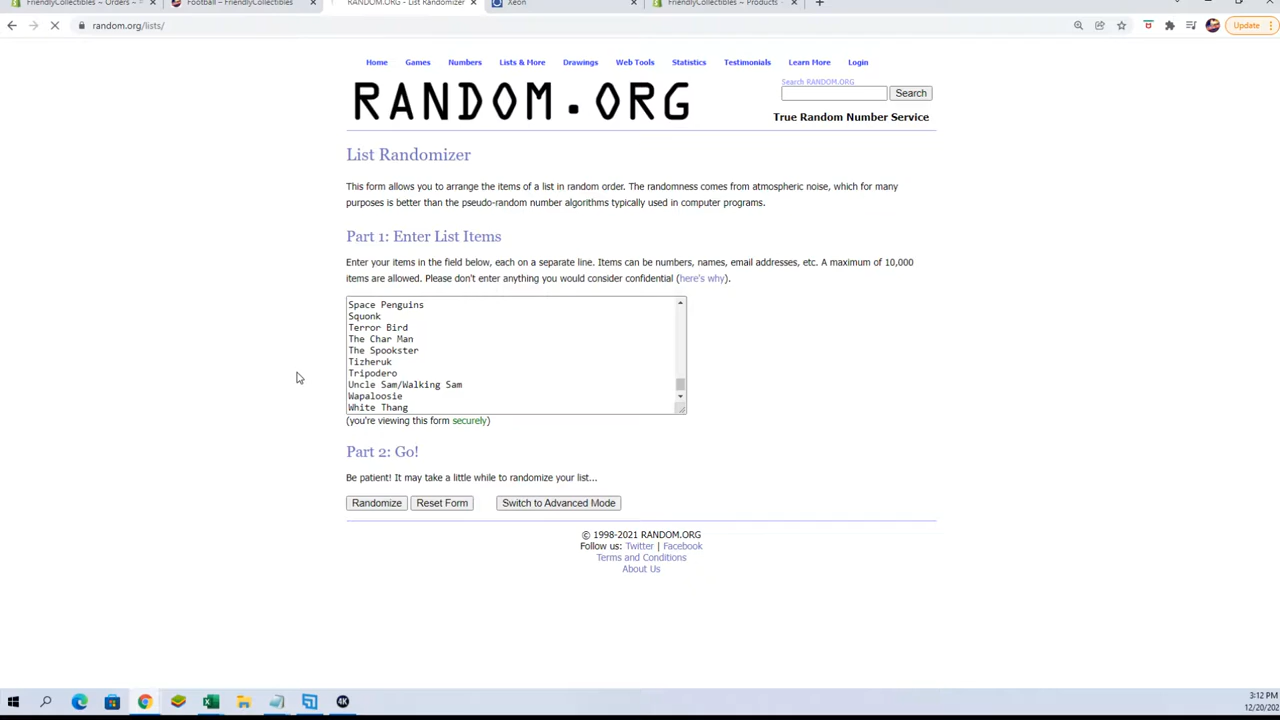 FriendlyCollectibles ~ Orders ~
Football – FriendlyCollectibles
RANDOM.ORG - List Randomizer
Xeon
FriendlyCollectibles ~ Products ~
random.org/lists/
Update
Home Games Numbers Lists & More Drawings Web Tools Statistics Testimonials Learn More Login
RANDOM.ORG
Search RANDOM.ORG
Search
True Random Number Service
List Randomizer
This form allows you to arrange the items of a list in random order. The randomness comes from atmospheric noise, which for many
purposes is better than the pseudo-random number algorithms typically used in computer programs.
Part 1: Enter List Items
Enter your items in the field below, each on a separate line. Items can be numbers, names, email addresses, etc. A maximum of 10,000
items are allowed. Please don't enter anything you would consider confidential (here's why).
Space Penguins
Squonk
Terror Bird
The Char Man
The Spookster
Tizheruk
Tripodero
Uncle Sam/Walking Sam
Wapaloosie
White Thang
(you're viewing this form securely)
Part 2: Go!
Be patient! It may take a little while to randomize your list...
Randomize Reset Form Switch to Advanced Mode
© 1998-2021 RANDOM.ORG
Follow us: Twitter | Facebook
Terms and Conditions
About Us
4K
3:12 PM
12/20/202